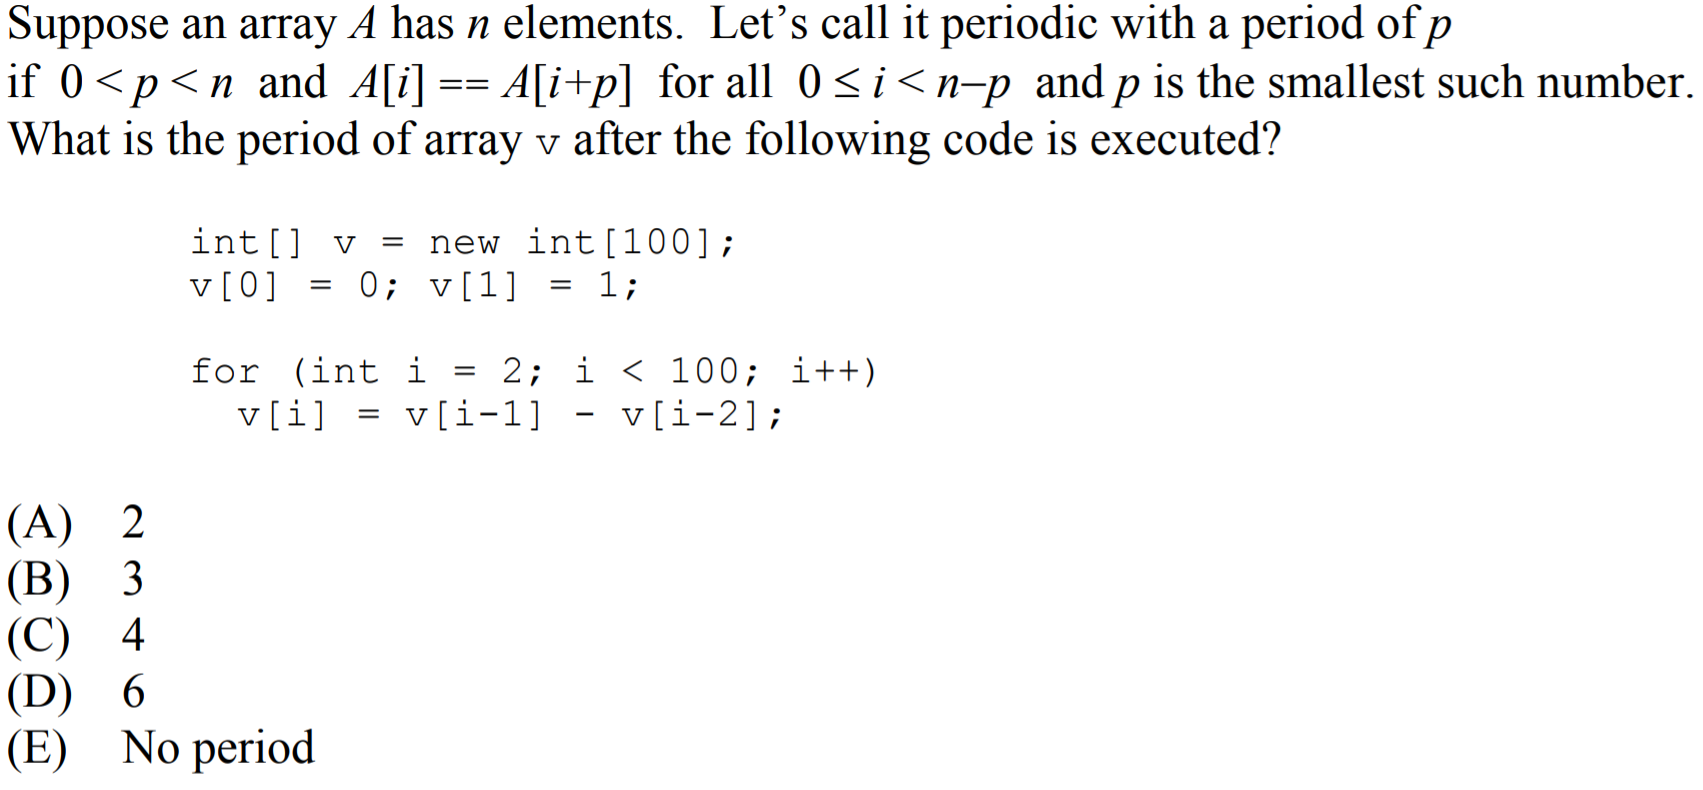 Suppose an array A has n elements.  Let’s call it periodic with a period of p
if  0 < p < n  and  A[i] == A[i+p]  for all  0 ≤ i < n–p  and p is the smallest such number.
What is the period of array v after the following code is executed?
int[] v = new int[100];
v[0] = 0; v[1] = 1;
for (int i = 2; i < 100; i++)
  v[i] = v[i-1] - v[i-2];
(A) 2
(B) 3
(C) 4
(D) 6
(E) No period